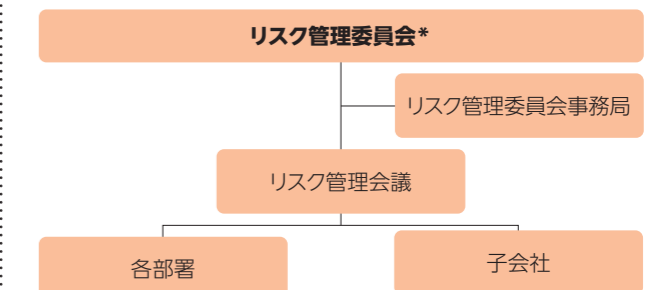 リスク管理委員会*
リスク管理委員会事務局
リスク管理会議
各部署
子会社